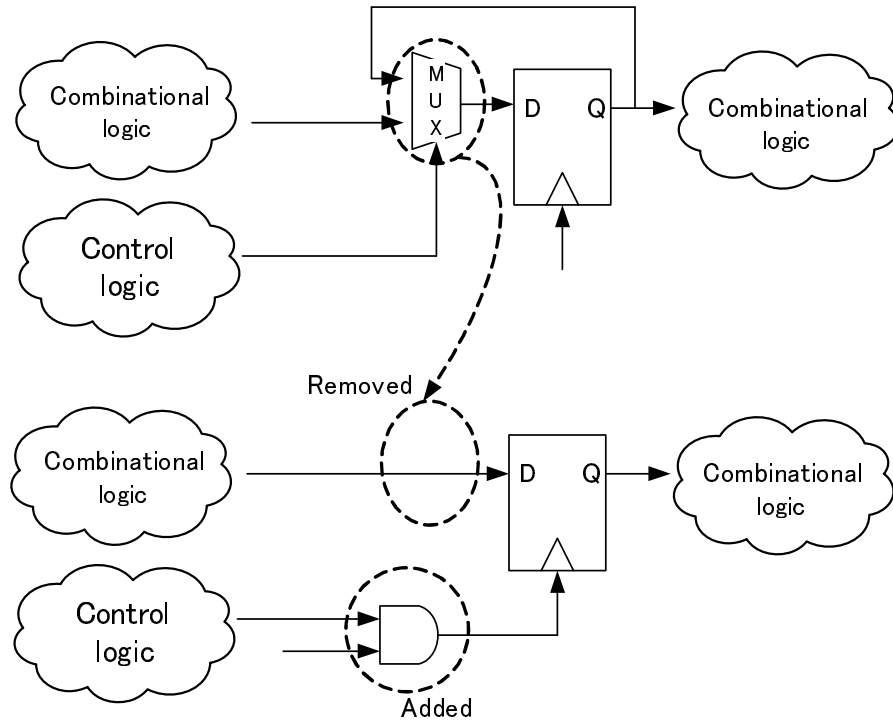 Combinational
logic
M
U
X
D Q
Combinational
logic
Control
logic
Removed
Combinational
logic
D Q
Combinational
logic
Control
logic
Added